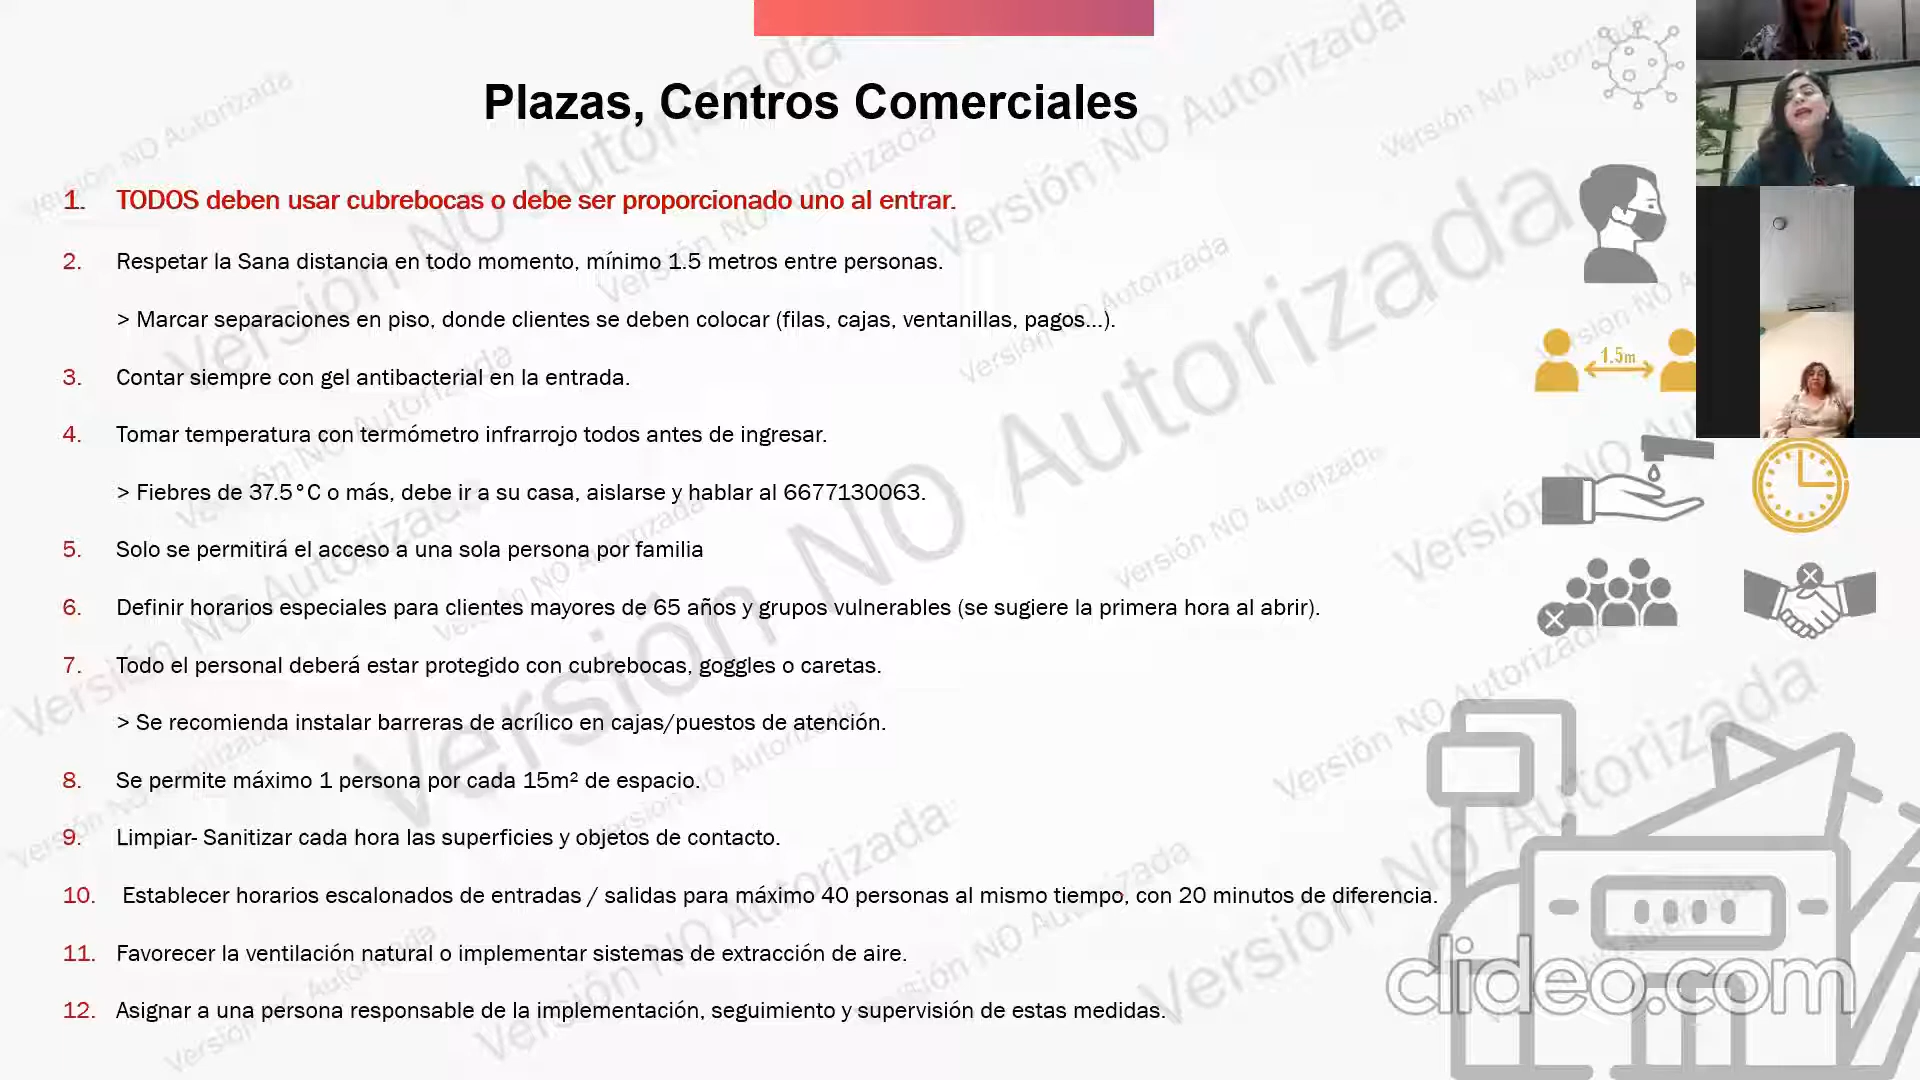 Plazas, Centros Comerciales
1. TODOS deben usar cubrebocas o debe ser proporcionado uno al entrar.
2. Respetar la Sana distancia en todo momento, mínimo 1.5 metros entre personas.
> Marcar separaciones en piso, donde clientes se deben colocar (filas, cajas, ventanillas, pagos...).
1.5m
3. Contar siempre con gel antibacterial en la entrada.
4. Tomar temperatura con termómetro infrarrojo todos antes de ingresar.
> Fiebres de 37.5°C o más, debe ir a su casa, aislarse y hablar al 6677130063.
5. Solo se permitirá el acceso a una sola persona por familia
6. Definir horarios especiales para clientes mayores de 65 años y grupos vulnerables (se sugiere la primera hora al abrir).
7. Todo el personal deberá estar protegido con cubrebocas, goggles o caretas.
> Se recomienda instalar barreras de acrílico en cajas/puestos de atención.
8. Se permite máximo 1 persona por cada 15m² de espacio.
9. Limpiar- Sanitizar cada hora las superficies y objetos de contacto.
10. Establecer horarios escalonados de entradas / salidas para máximo 40 personas al mismo tiempo, con 20 minutos de diferencia.
11. Favorecer la ventilación natural o implementar sistemas de extracción de aire.
12. Asignar a una persona responsable de la implementación, seguimiento y supervisión de estas medidas.
Versión NO Autorizada
clideo.com